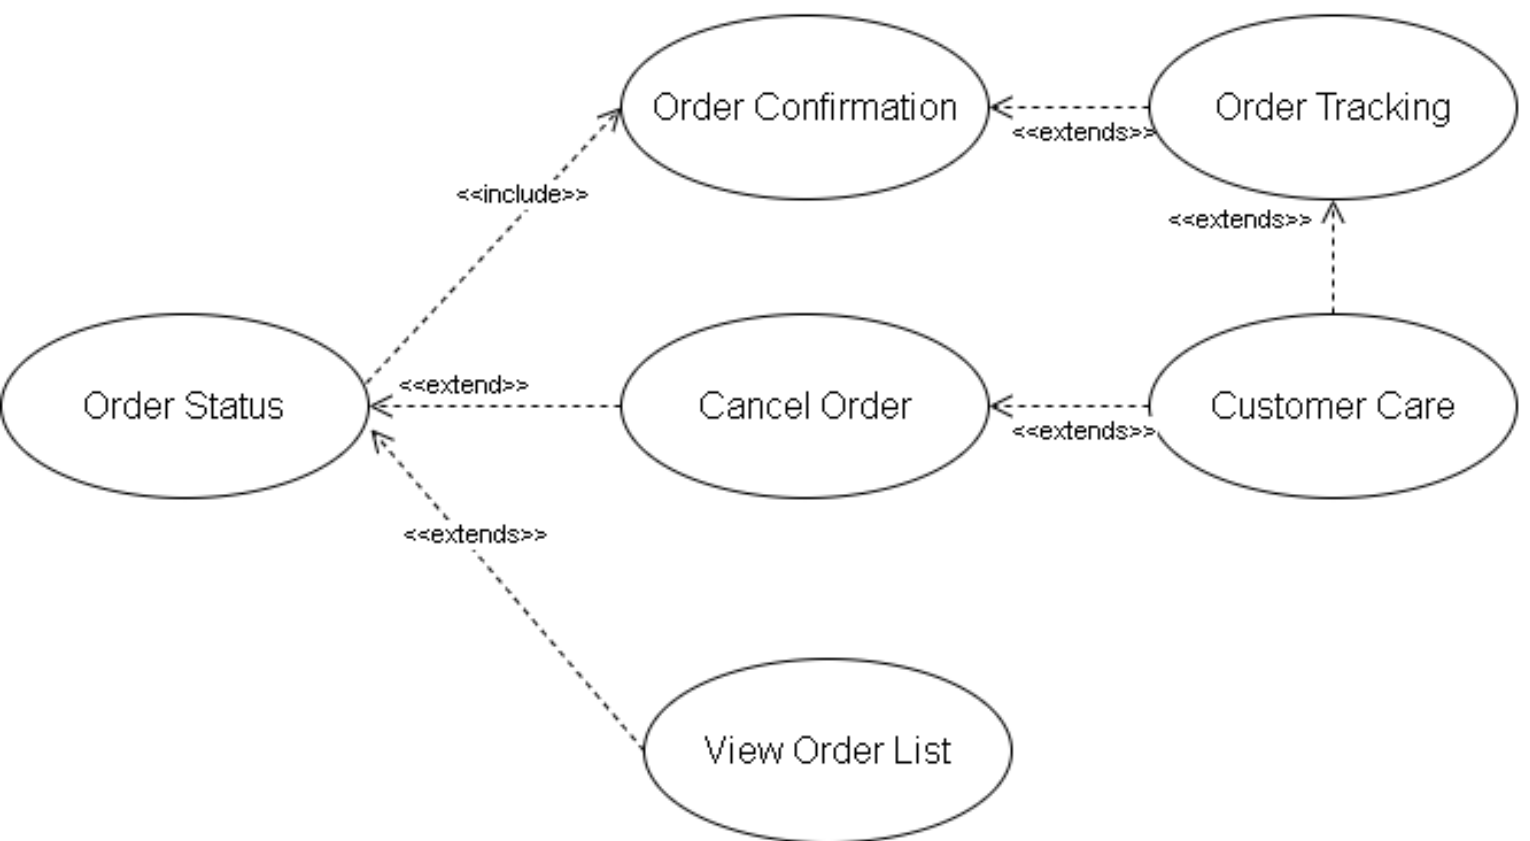 Order Confirmation
Order Tracking
<<extends>>
<<include>>
<<extends>>
Order Status
<<extend>>
Cancel Order
Customer Care
<<extends>>
<<extends>>
View Order List